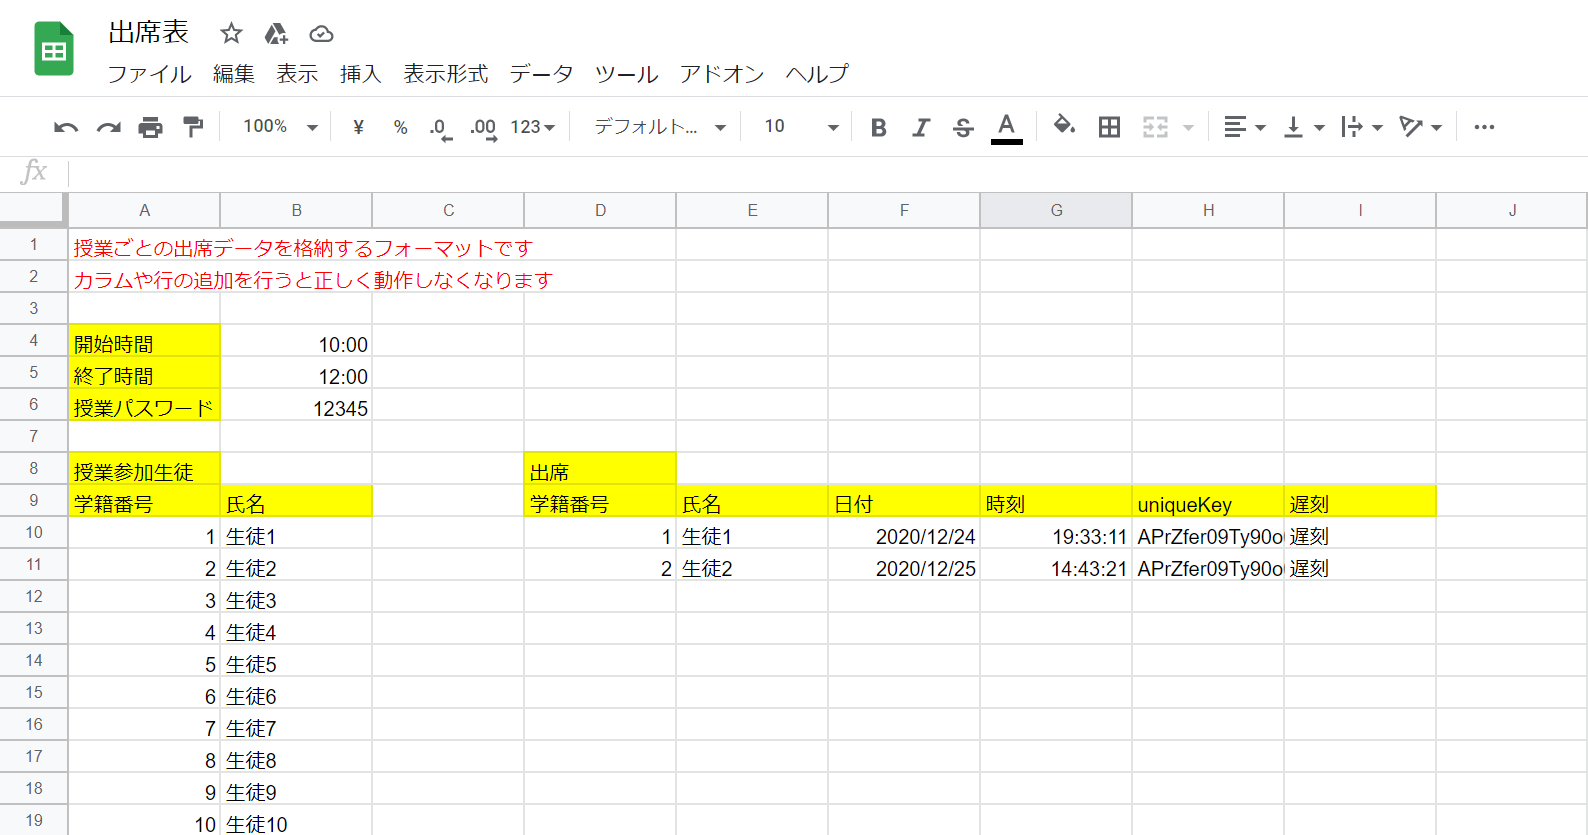 出席表
ファイル 編集 表示 挿入 表示形式 データ ツール アドオン ヘルプ
100% ¥ % .0 .00 123 デフォルト... 10 B I S A
fx
A B C D E F G H I J
1 授業ごとの出席データを格納するフォーマットです
2 カラムや行の追加を行うと正しく動作しなくなります
3
4 開始時間 10:00
5 終了時間 12:00
6 授業パスワード 12345
7
8 授業参加生徒 出席
9 学籍番号 氏名 学籍番号 氏名 日付 時刻 uniqueKey 遅刻
10 1 生徒1 1 生徒1 2020/12/24 19:33:11 APrZfer09Ty90o 遅刻
11 2 生徒2 2 生徒2 2020/12/25 14:43:21 APrZfer09Ty90o 遅刻
12 3 生徒3
13 4 生徒4
14 5 生徒5
15 6 生徒6
16 7 生徒7
17 8 生徒8
18 9 生徒9
19 10 生徒10